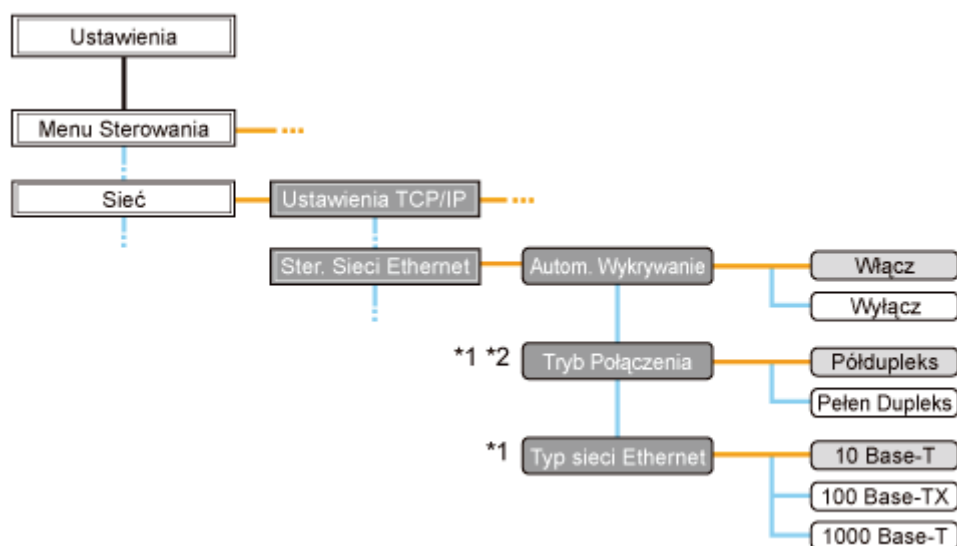 Ustawienia
Menu Sterowania
Sieć
Ustawienia TCP/IP
Ster. Sieci Ethernet
Autom. Wykrywanie
Włącz
Wyłącz
*1 *2
Tryb Połączenia
Półdupleks
Pełen Dupleks
*1
Typ sieci Ethernet
10 Base-T
100 Base-TX
1000 Base-T